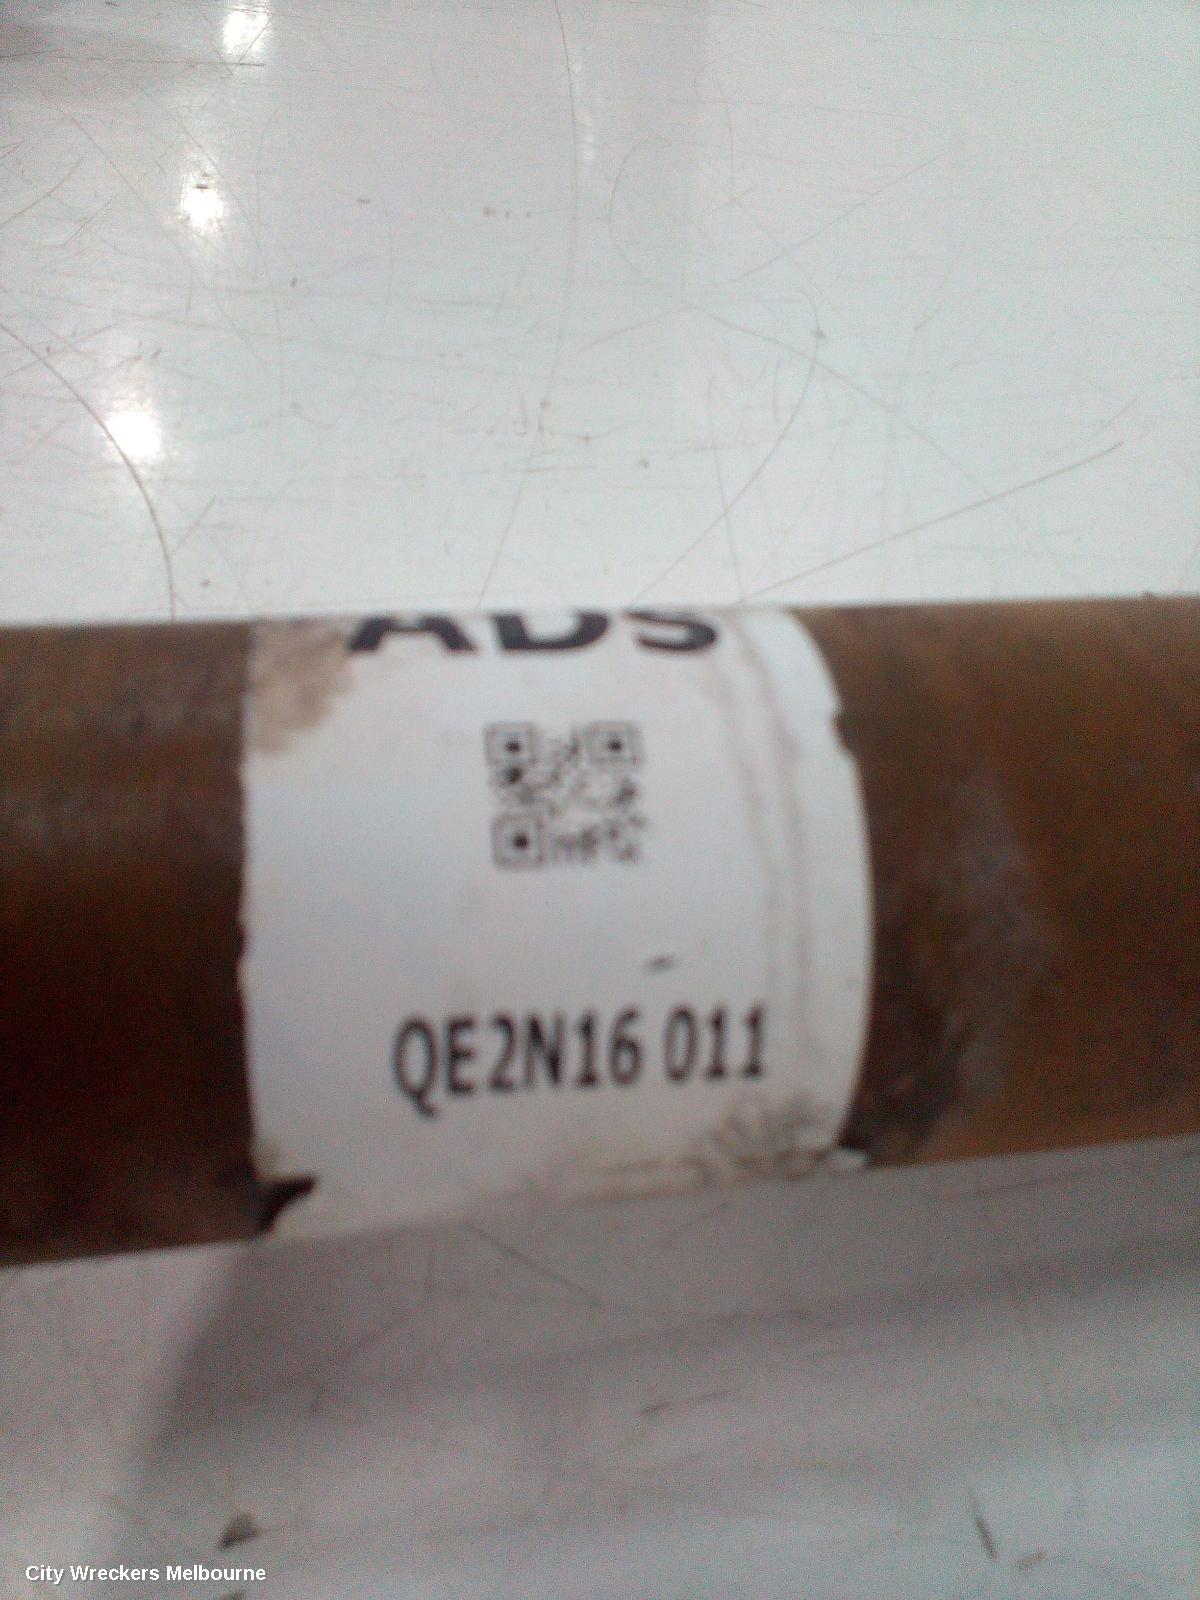 ADS
QE2N16 011
City Wreckers Melbourne